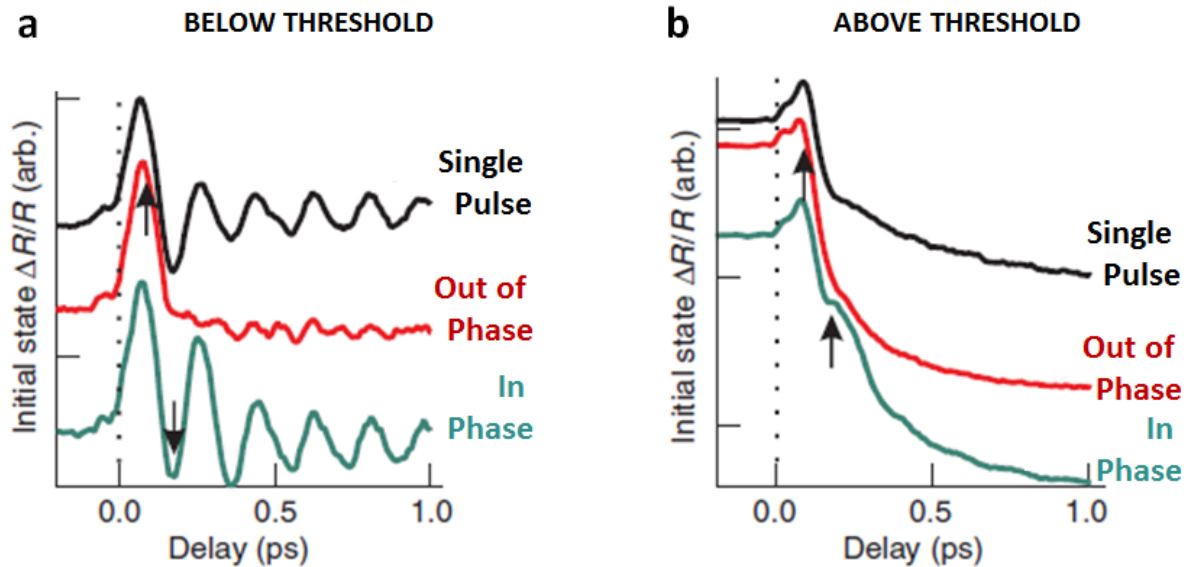 a BELOW THRESHOLD
Initial state ΔR/R (arb.)
Single
Pulse
Out of
Phase
In
Phase
0.0 0.5 1.0
Delay (ps)
b ABOVE THRESHOLD
Initial state ΔR/R (arb.)
Single
Pulse
Out of
Phase
In
Phase
0.0 0.5 1.0
Delay (ps)